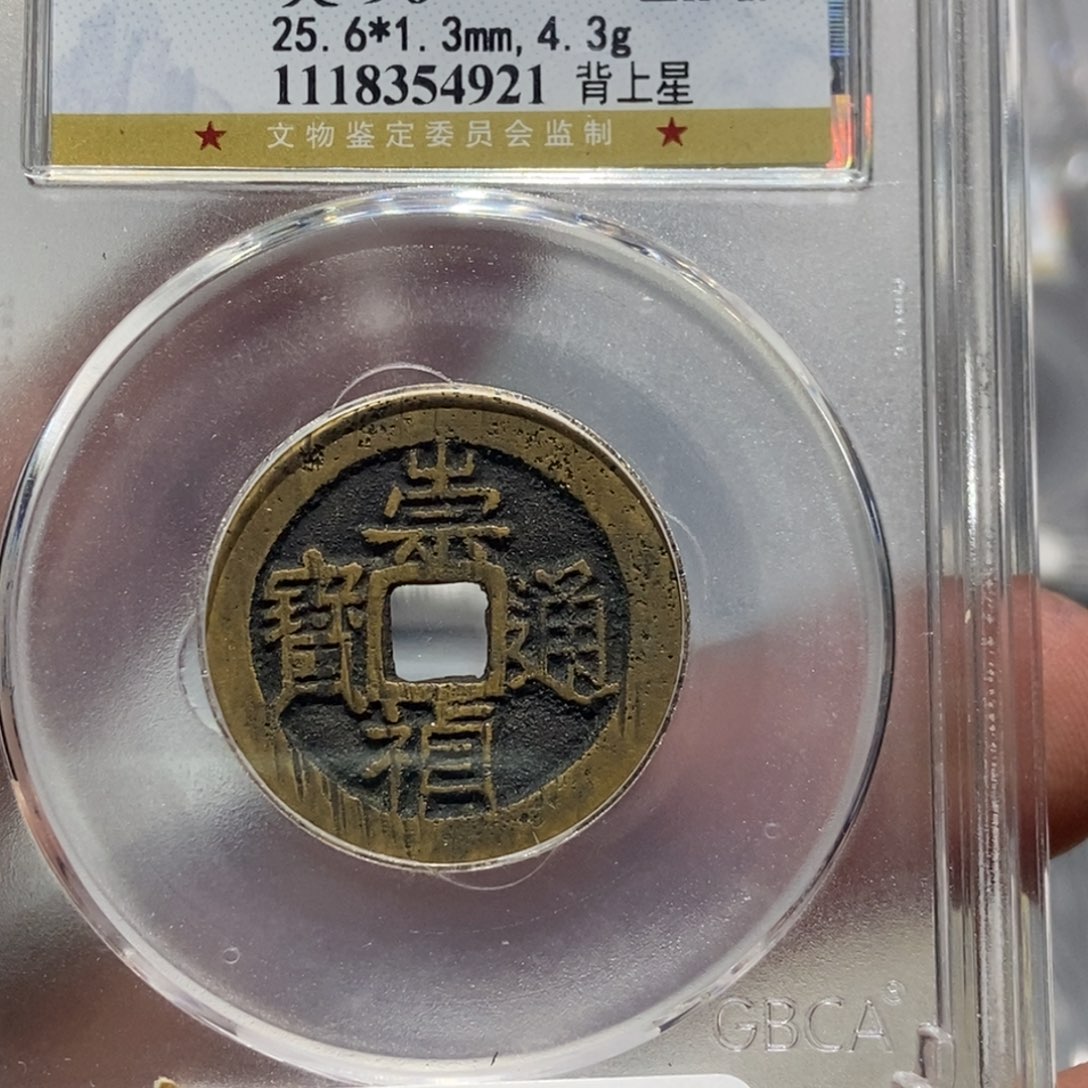 25.6*1.3mm,4.3g
1118354921 背上星
★ 文物鉴定委员会监制 ★
崇
寶 通
禎
GBCA